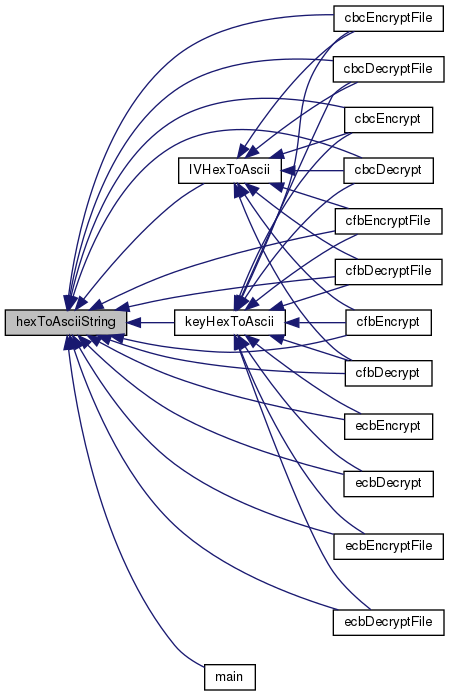 cbcEncryptFile
cbcDecryptFile
cbcEncrypt
IVHexToAscii
cbcDecrypt
cfbEncryptFile
cfbDecryptFile
hexToAsciiString
keyHexToAscii
cfbEncrypt
cfbDecrypt
ecbEncrypt
ecbDecrypt
ecbEncryptFile
ecbDecryptFile
main